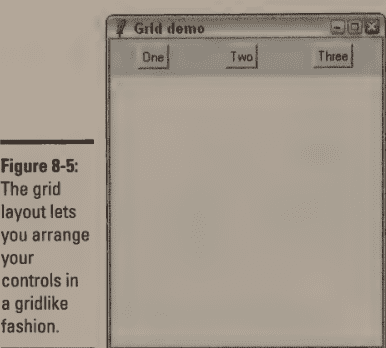 Grid demo
One Two Three
Figure 8-5:
The grid
layout lets
you arrange
your
controls in
a gridlike
fashion.